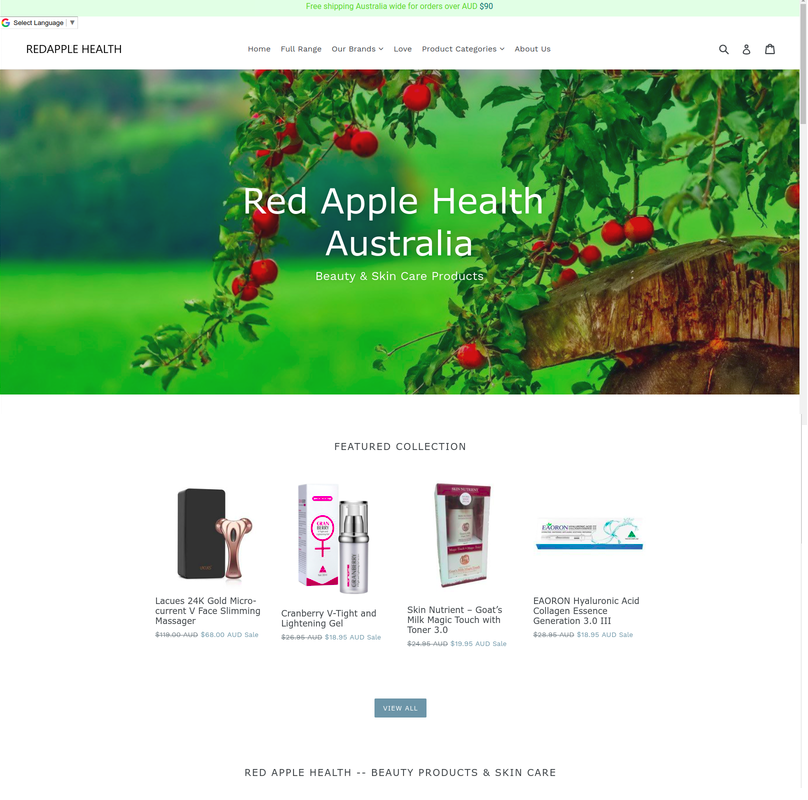 Free shipping Australia wide for orders over AUD $90
Select Language ▼
REDAPPLE HEALTH
Home Full Range Our Brands Love Product Categories About Us
Red Apple Health
Australia
Beauty & Skin Care Products
FEATURED COLLECTION
SKIN NUTRIENT
CRANBERRY
EAORON
Lacues 24K Gold Micro-
current V Face Slimming
Massager
$119.00 AUD $68.00 AUD Sale
Cranberry V-Tight and
Lightening Gel
$26.95 AUD $18.95 AUD Sale
Skin Nutrient – Goat's
Milk Magic Touch with
Toner 3.0
$24.95 AUD $19.95 AUD Sale
EAORON Hyaluronic Acid
Collagen Essence
Generation 3.0 III
$28.95 AUD $18.95 AUD Sale
VIEW ALL
RED APPLE HEALTH -- BEAUTY PRODUCTS & SKIN CARE